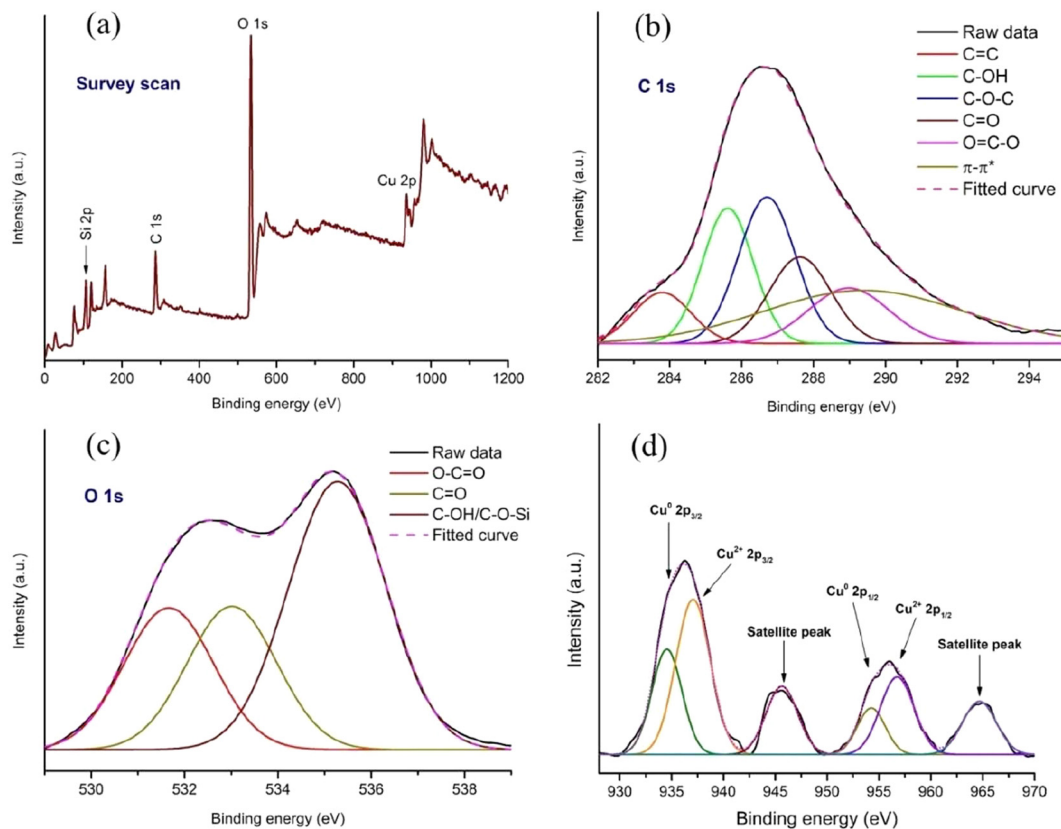 (a)
Survey scan
O 1s
Si 2p
C 1s
Cu 2p
Intensity (a.u.)
0 200 400 600 800 1000 1200
Binding energy (eV)
(b)
C 1s
Raw data
C=C
C-OH
C-O-C
C=O
O=C-O
π-π*
Fitted curve
Intensity (a.u.)
282 284 286 288 290 292 294
Binding energy (eV)
(c)
O 1s
Raw data
O-C=O
C=O
C-OH/C-O-Si
Fitted curve
Intensity (a.u.)
530 532 534 536 538
Binding energy (eV)
(d)
Cu⁰ 2p₃/₂
Cu²⁺ 2p₃/₂
Satellite peak
Cu⁰ 2p₁/₂
Cu²⁺ 2p₁/₂
Satellite peak
Intensity (a.u.)
930 935 940 945 950 955 960 965 970
Binding energy (eV)